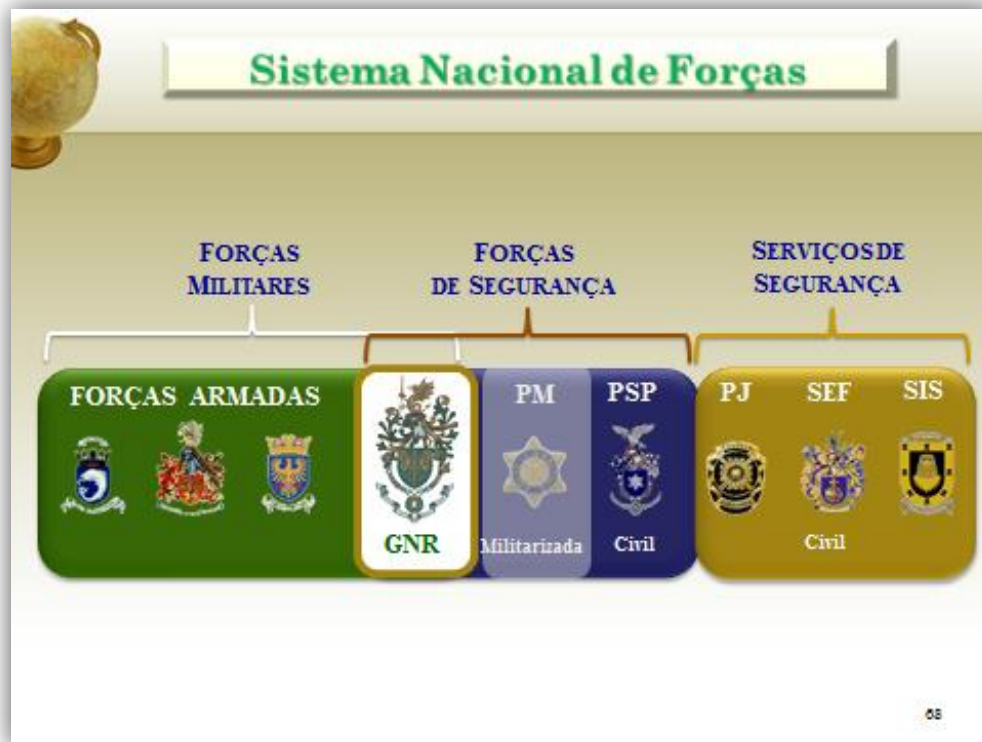 Sistema Nacional de Forças
FORÇAS
MILITARES
FORÇAS
DE SEGURANÇA
SERVIÇOS DE
SEGURANÇA
FORÇAS ARMADAS
GNR
PM
Militarizada
PSP
Civil
PJ
SEF
SIS
Civil
68